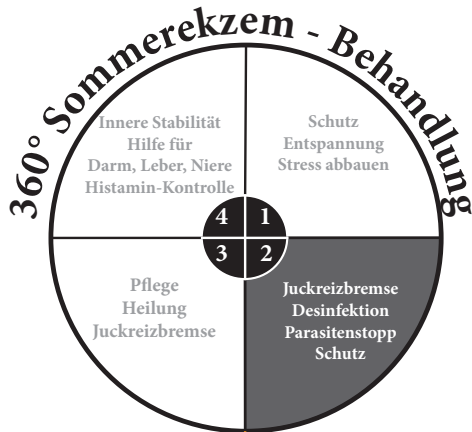 360° Sommerekzem - Behandlung
Innere Stabilität
Hilfe für
Darm, Leber, Niere
Histamin-Kontrolle
Schutz
Entspannung
Stress abbauen
4
1
3
2
Pflege
Heilung
Juckreizbremse
Juckreizbremse
Desinfektion
Parasitenstopp
Schutz